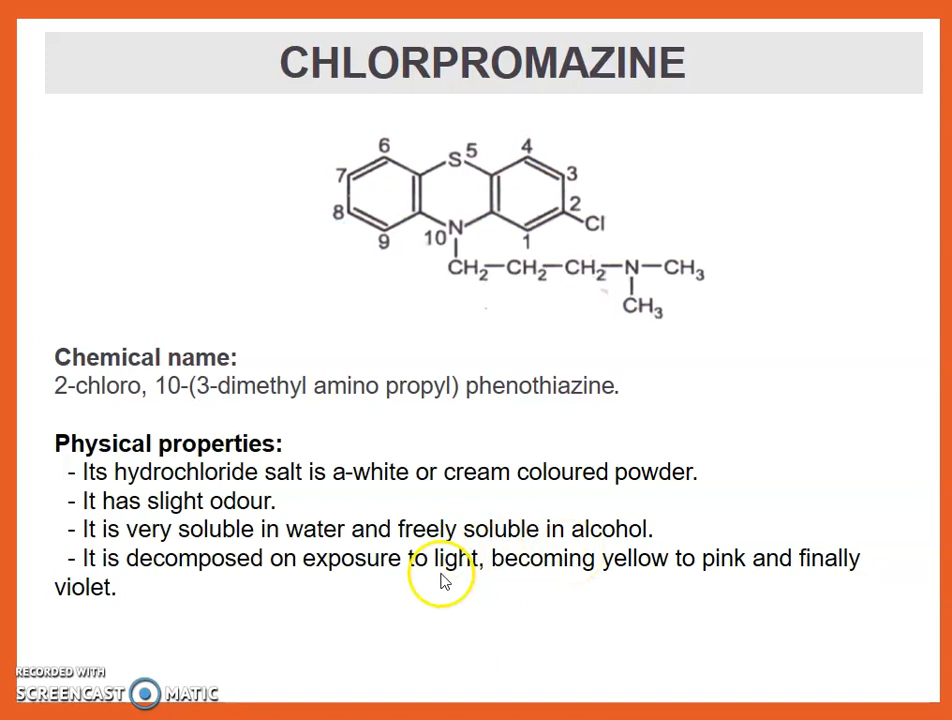 CHLORPROMAZINE
6 S 5 4
7 3
8 2
10 N Cl
9 1
CH2—CH2—CH2—N—CH3
CH3
Chemical name:
2-chloro, 10-(3-dimethyl amino propyl) phenothiazine.
Physical properties:
- Its hydrochloride salt is a-white or cream coloured powder.
- It has slight odour.
- It is very soluble in water and freely soluble in alcohol.
- It is decomposed on exposure to light, becoming yellow to pink and finally
violet.
RECORDED WITH
SCREENCAST MATIC